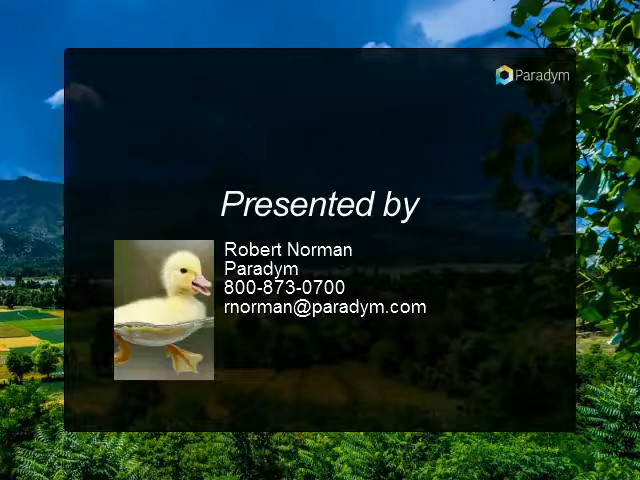 Paradym
Presented by
Robert Norman
Paradym
800-873-0700
rnorman@paradym.com